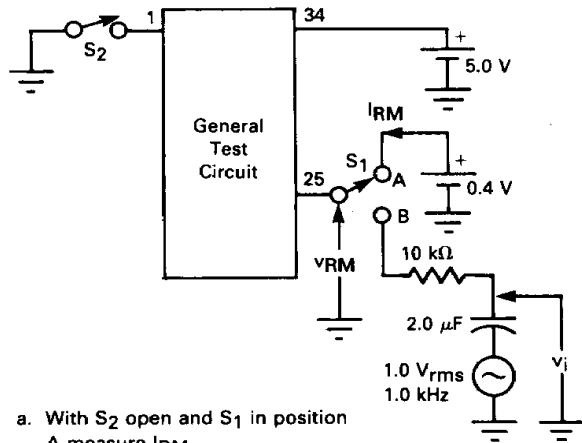 1
34
S2
+
5.0 V
General
Test
Circuit
IRM
S1
25
A
+
0.4 V
B
vRM
10 kΩ
2.0 μF
vi
1.0 Vrms
1.0 kHz
a. With S2 open and S1 in position
A measure IRM